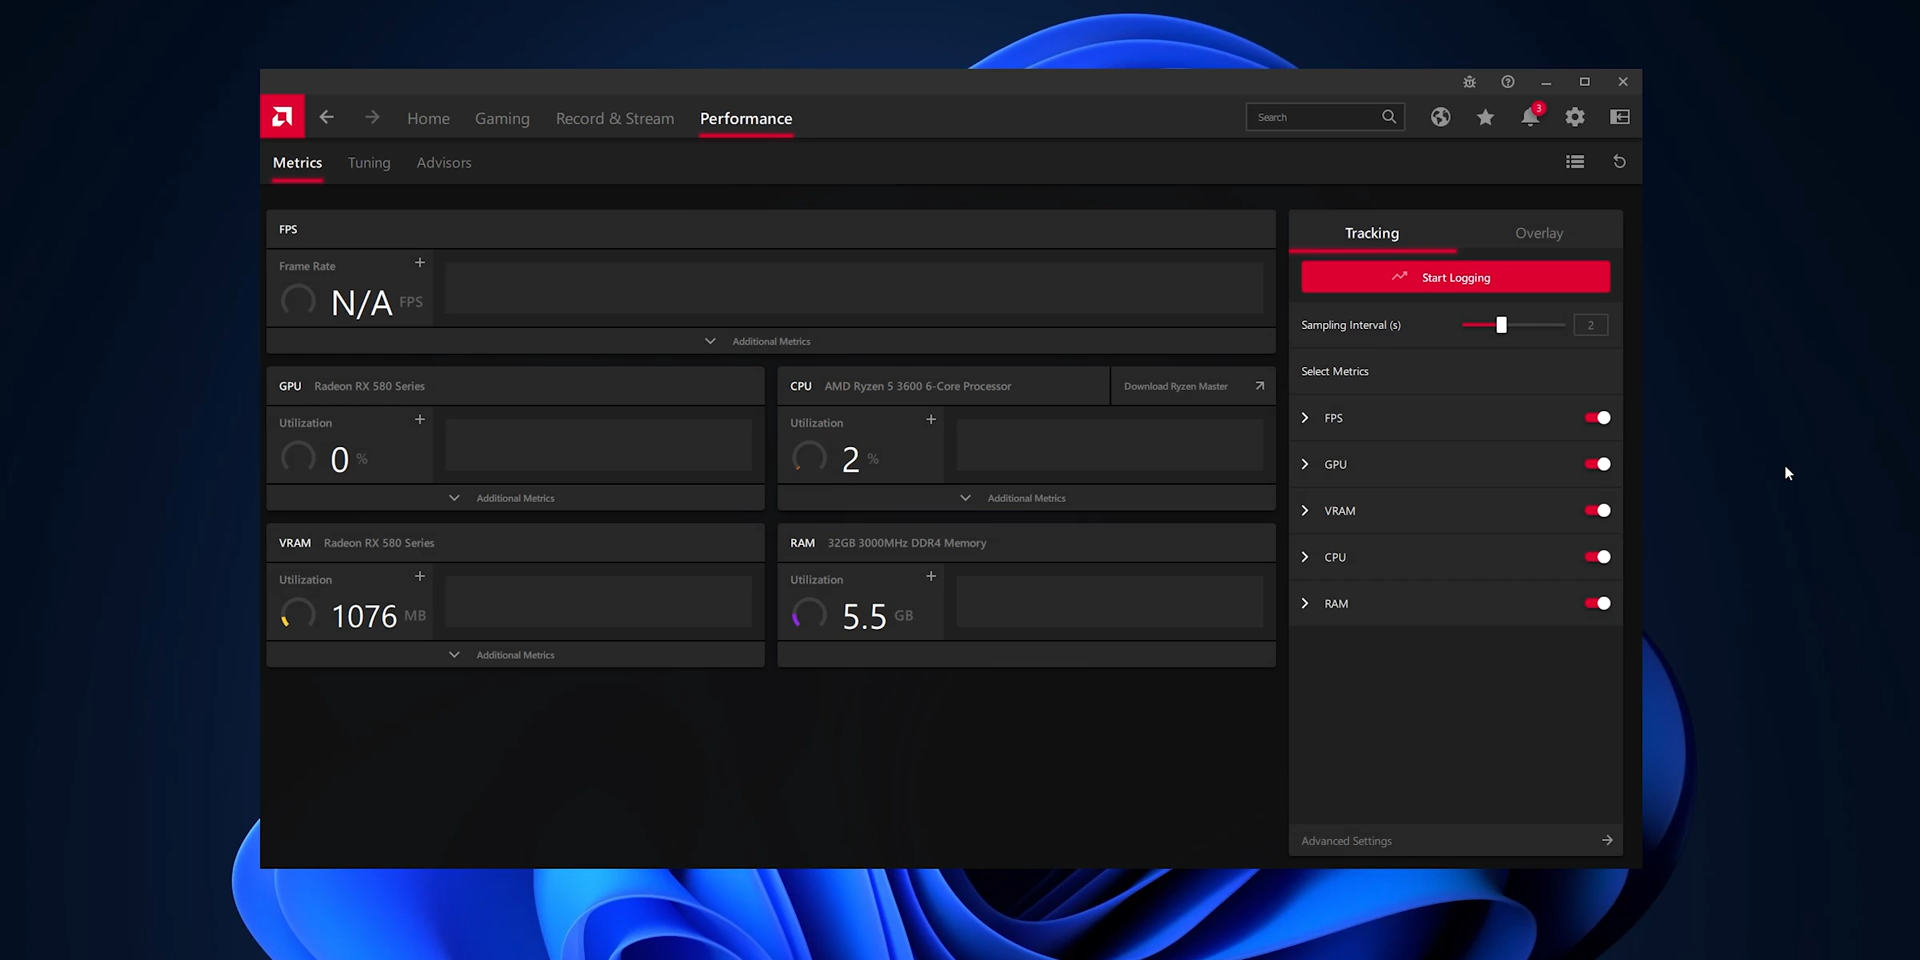 3
Home Gaming Record & Stream Performance Search
Metrics Tuning Advisors
FPS
Frame Rate
N/A FPS
Additional Metrics
GPU Radeon RX 580 Series
Utilization
0 %
Additional Metrics
CPU AMD Ryzen 5 3600 6-Core Processor Download Ryzen Master
Utilization
2 %
Additional Metrics
VRAM Radeon RX 580 Series
Utilization
1076 MB
Additional Metrics
RAM 32GB 3000MHz DDR4 Memory
Utilization
5.5 GB
Tracking Overlay
Start Logging
Sampling Interval (s) 2
Select Metrics
FPS
GPU
VRAM
CPU
RAM
Advanced Settings